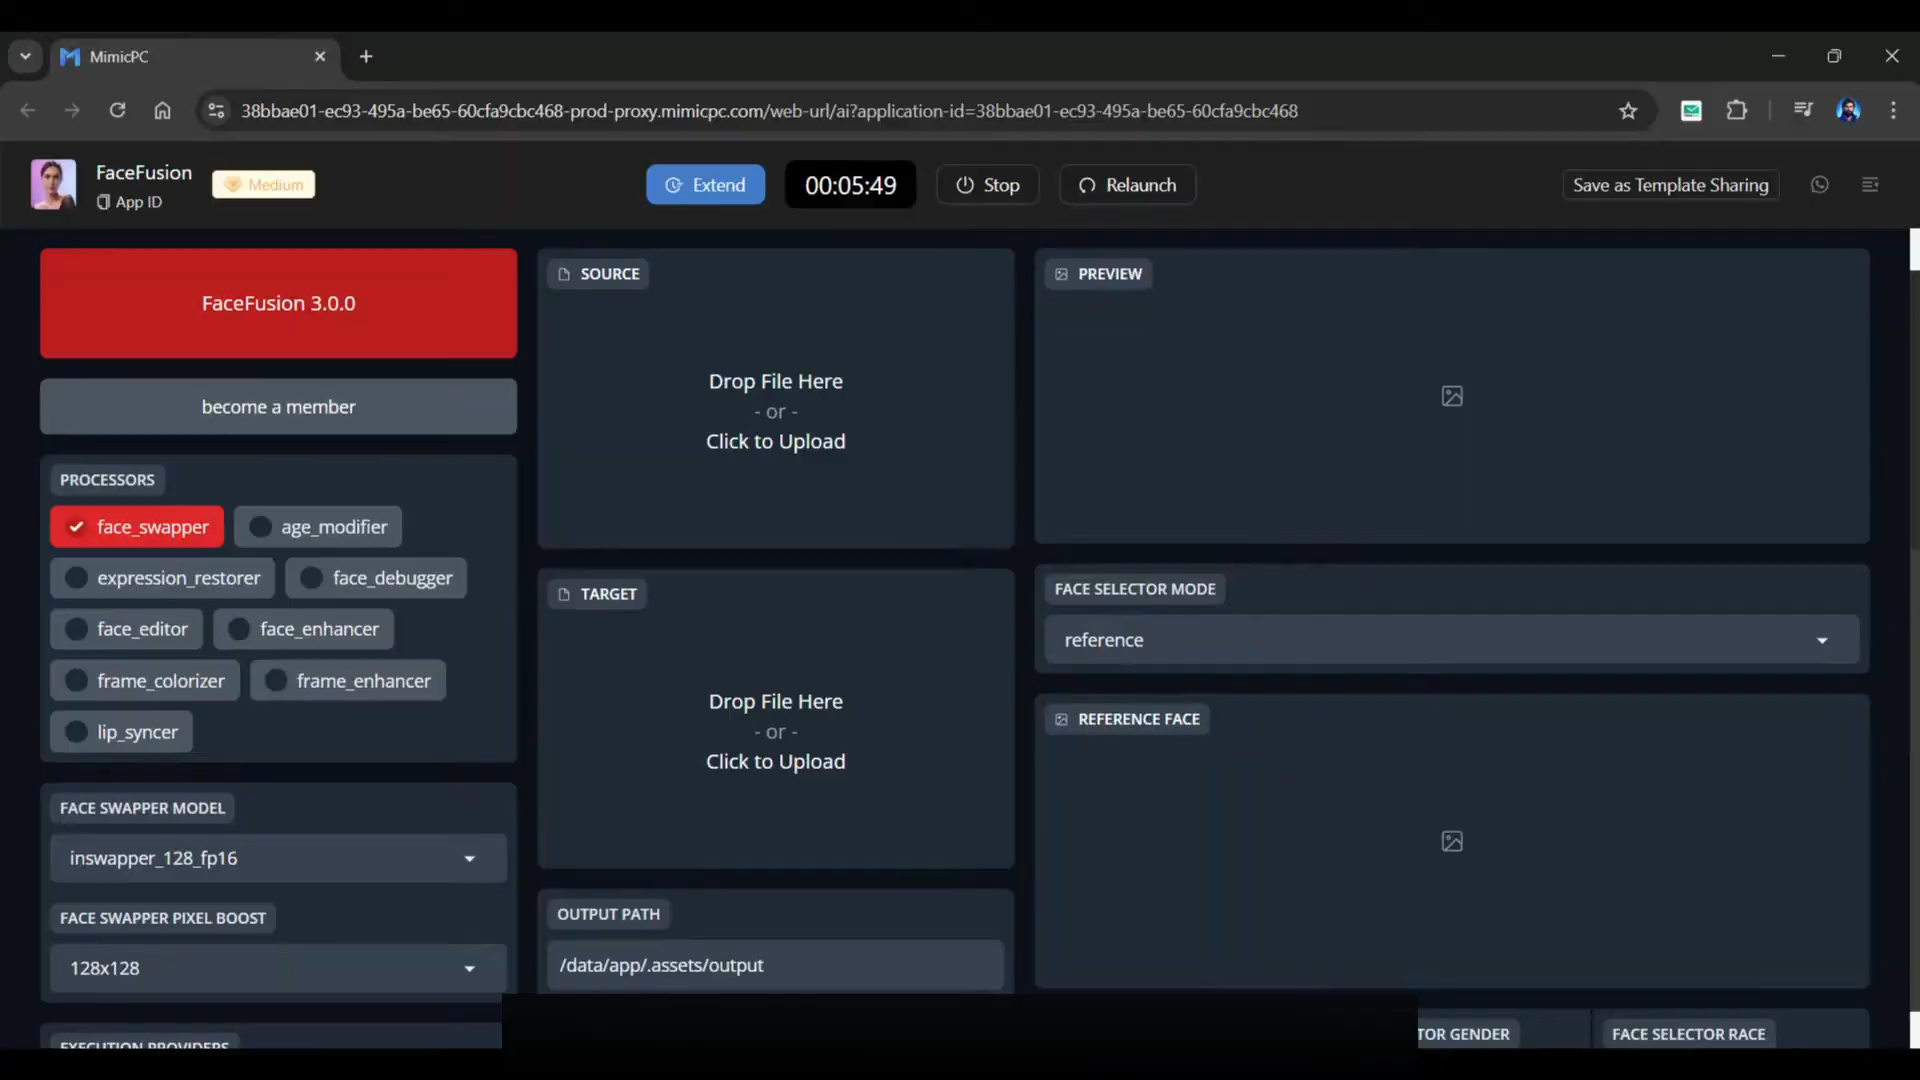 MimicPC
38bbae01-ec93-495a-be65-60cfa9cbc468-prod-proxy.mimicpc.com/web-url/ai?application-id=38bbae01-ec93-495a-be65-60cfa9cbc468
FaceFusion
App ID
Medium
Extend
00:05:49
Stop
Relaunch
Save as Template Sharing
FaceFusion 3.0.0
become a member
PROCESSORS
face_swapper
age_modifier
expression_restorer
face_debugger
face_editor
face_enhancer
frame_colorizer
frame_enhancer
lip_syncer
FACE SWAPPER MODEL
inswapper_128_fp16
FACE SWAPPER PIXEL BOOST
128x128
EXECUTION PROVIDERS
SOURCE
Drop File Here
- or -
Click to Upload
TARGET
Drop File Here
- or -
Click to Upload
OUTPUT PATH
/data/app/.assets/output
PREVIEW
FACE SELECTOR MODE
reference
REFERENCE FACE
TOR GENDER
FACE SELECTOR RACE